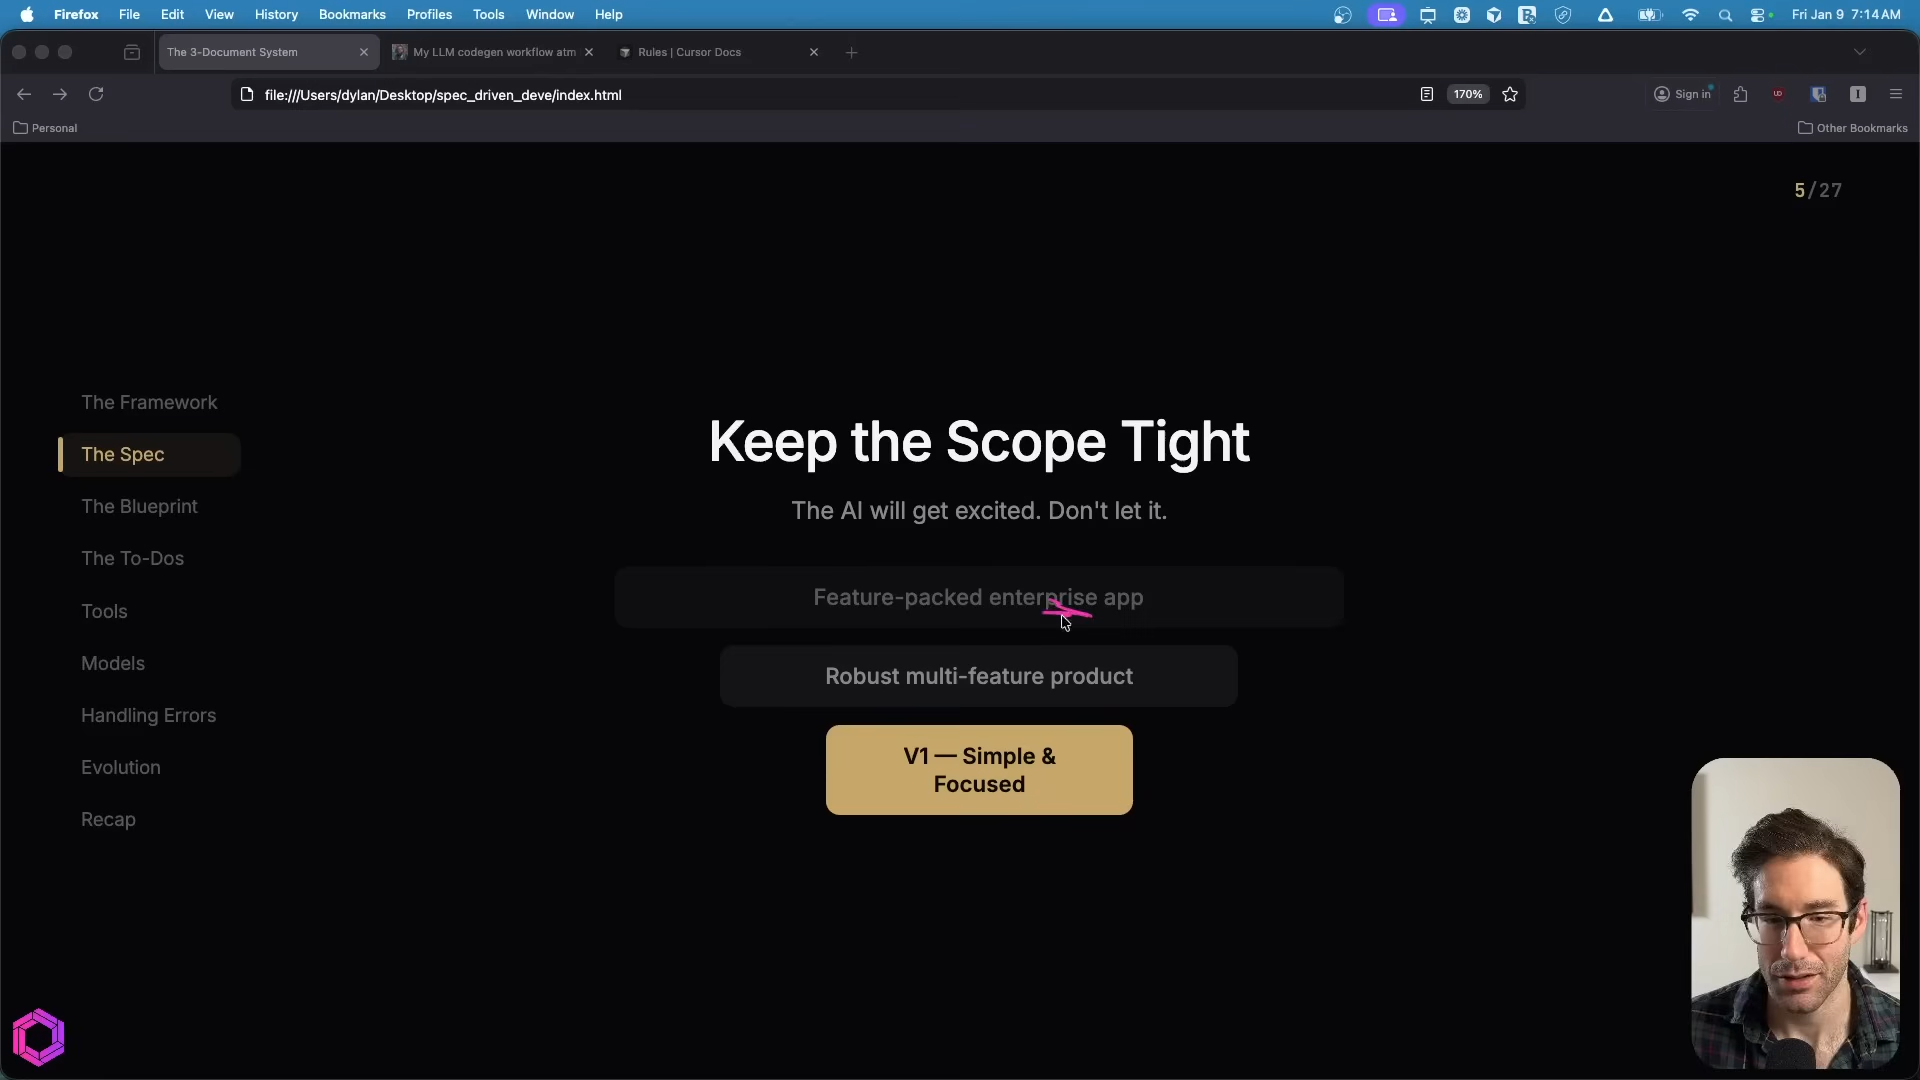 Firefox File Edit View History Bookmarks Profiles Tools Window Help Fri Jan 9 7:14 AM
The 3-Document System My LLM codegen workflow atm Rules | Cursor Docs
file:///Users/dylan/Desktop/spec_driven_deve/index.html 170% Sign in
Personal Other Bookmarks
5/27
The Framework
The Spec
The Blueprint
The To-Dos
Tools
Models
Handling Errors
Evolution
Recap
Keep the Scope Tight
The AI will get excited. Don't let it.
Feature-packed enterprise app
Robust multi-feature product
V1 — Simple &
Focused